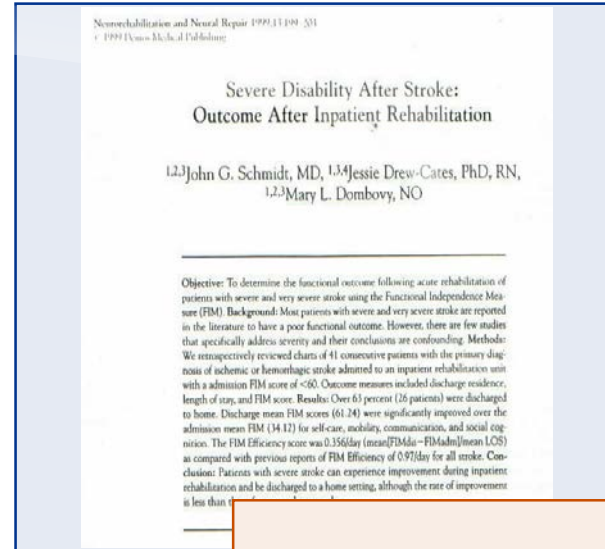 Neurorehabilitation and Neural Repair 1999;13:199-
© 1999 Demos Medical Publishing
Severe Disability After Stroke:
Outcome After Inpatient Rehabilitation
1,2,3John G. Schmidt, MD, 1,3,4Jessie Drew-Cates, PhD, RN,
1,2,3Mary L. Dombovy, NO
Objective: To determine the functional outcome following acute rehabilitation of
patients with severe and very severe stroke using the Functional Independence Mea-
sure (FIM). Background: Most patients with severe and very severe stroke are reported
in the literature to have a poor functional outcome. However, there are few studies
that specifically address severity and their conclusions are confounding. Methods:
We retrospectively reviewed charts of 41 consecutive patients with the primary diag-
nosis of ischemic or hemorrhagic stroke admitted to an inpatient rehabilitation unit
with a admission FIM score of <60. Outcome measures included discharge residence,
length of stay, and FIM score. Results: Over 63 percent (26 patients) were discharged
to home. Discharge mean FIM scores (61.24) were significantly improved over the
admission mean FIM (34.12) for self-care, mobility, communication, and social cog-
nition. The FIM Efficiency score was 0.356/day (mean[FIMdc−FIMadm]/mean LOS)
as compared with previous reports of FIM Efficiency of 0.97/day for all stroke. Con-
clusion: Patients with severe stroke can experience improvement during inpatient
rehabilitation and be discharged to a home setting, although the rate of improvement
is less than